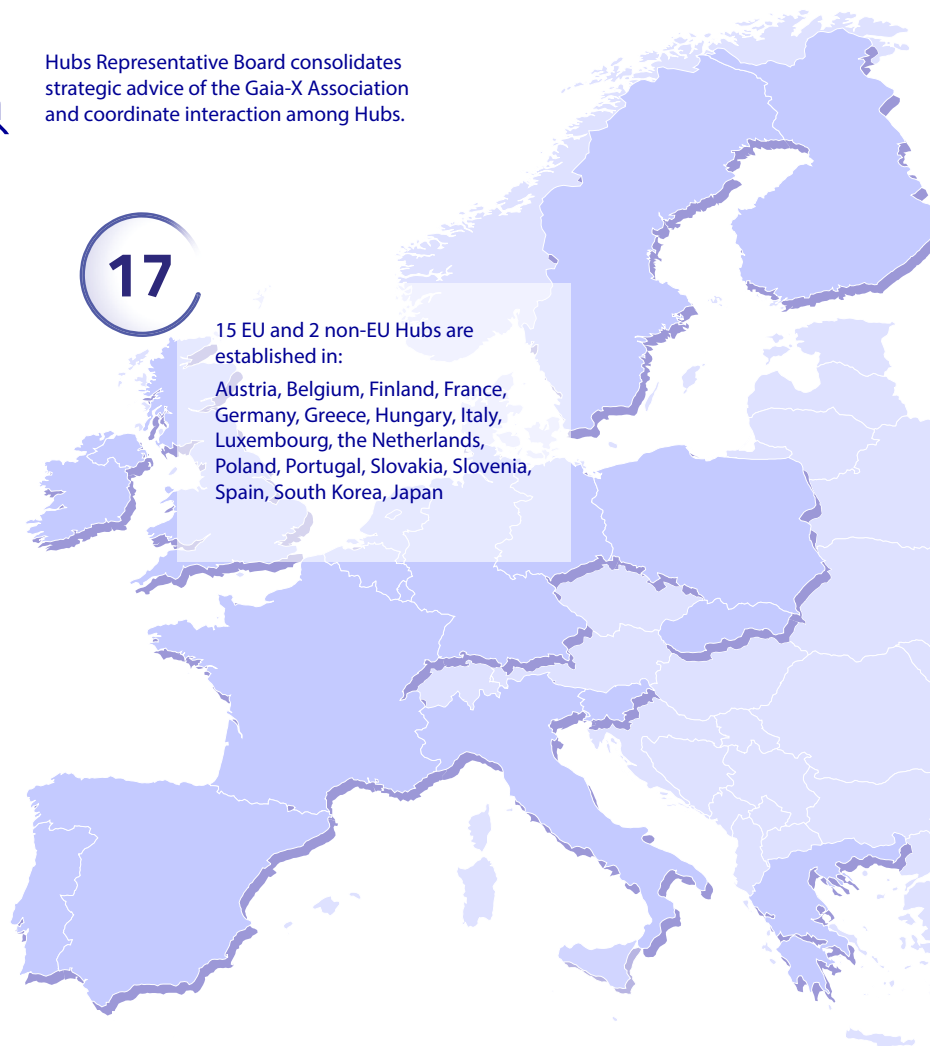 Hubs Representative Board consolidates
strategic advice of the Gaia-X Association
and coordinate interaction among Hubs.
17
15 EU and 2 non-EU Hubs are
established in:
Austria, Belgium, Finland, France,
Germany, Greece, Hungary, Italy,
Luxembourg, the Netherlands,
Poland, Portugal, Slovakia, Slovenia,
Spain, South Korea, Japan